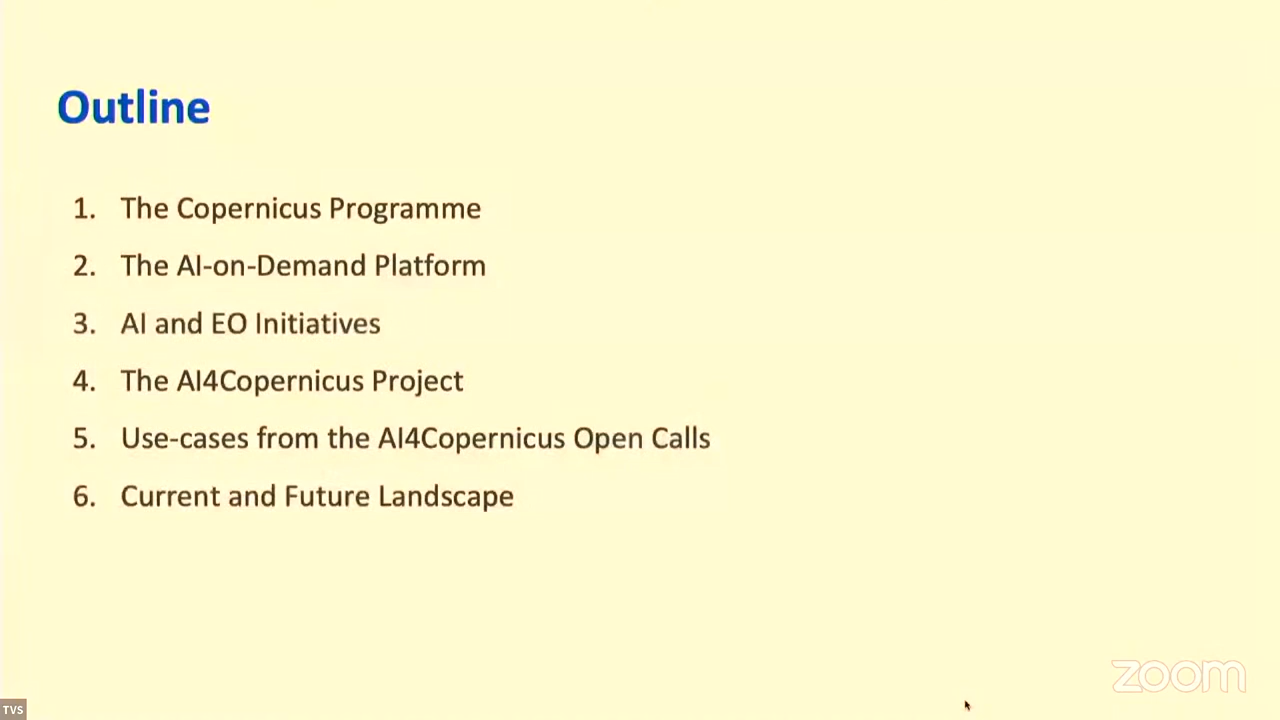 Outline
1. The Copernicus Programme
2. The AI-on-Demand Platform
3. AI and EO Initiatives
4. The AI4Copernicus Project
5. Use-cases from the AI4Copernicus Open Calls
6. Current and Future Landscape
zoom
TVS